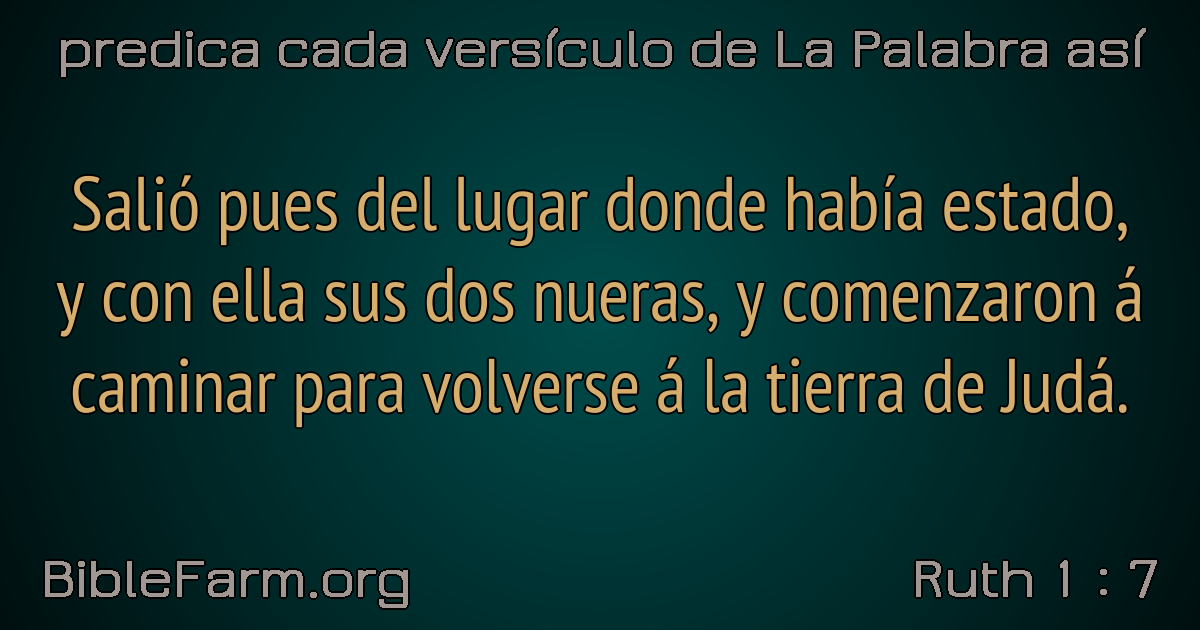 predica cada versículo de La Palabra así
Salió pues del lugar donde había estado,
y con ella sus dos nueras, y comenzaron á
caminar para volverse á la tierra de Judá.
BibleFarm.org
Ruth 1 : 7